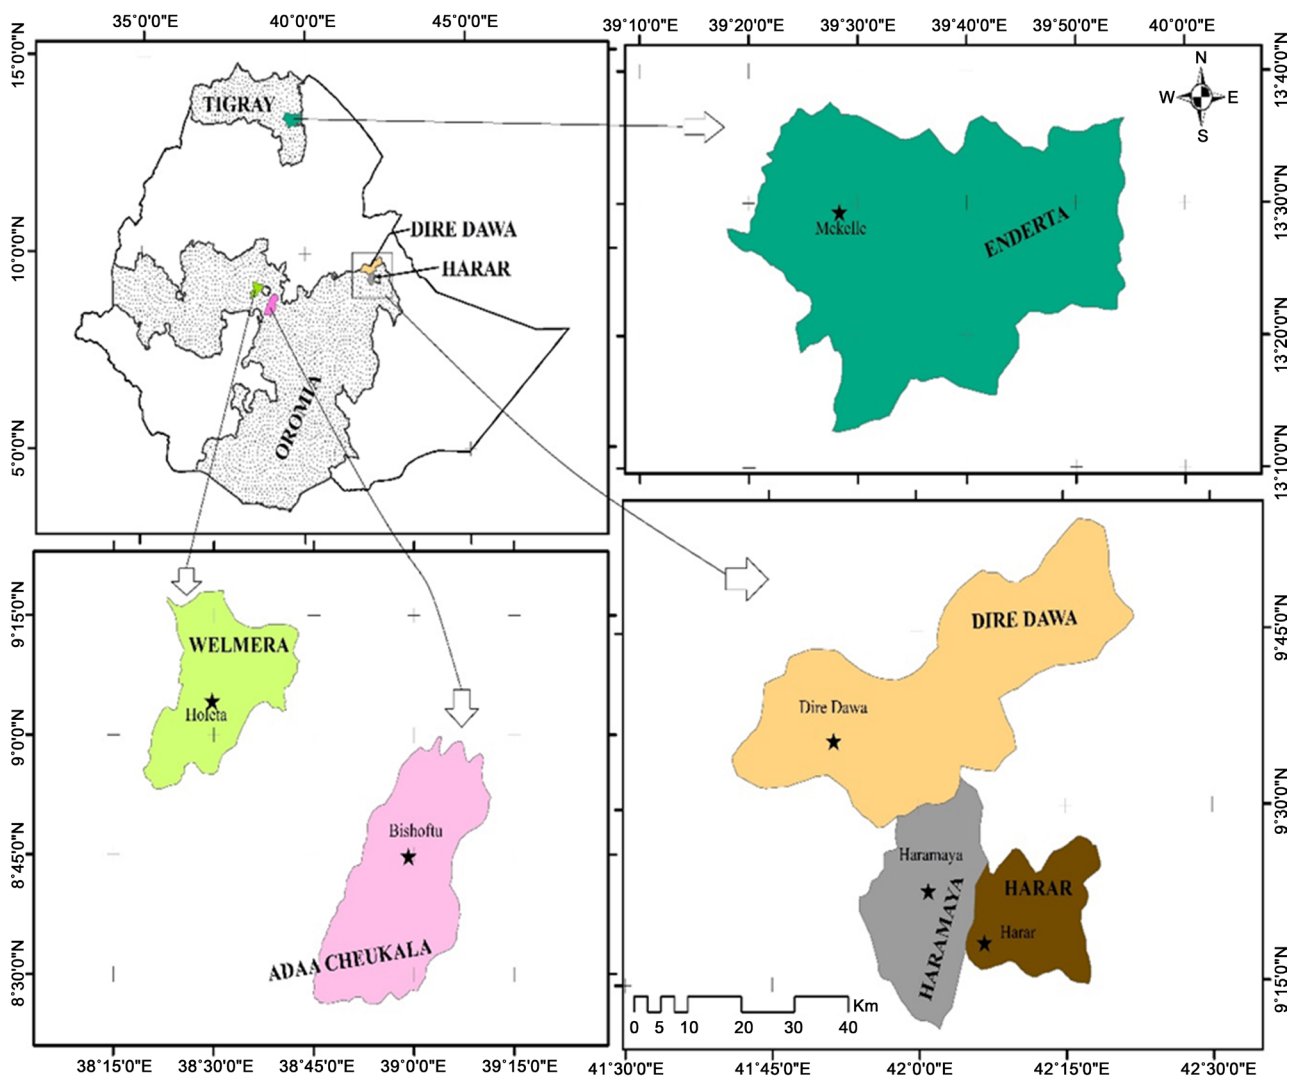 35°0'0"E 40°0'0"E 45°0'0"E
39°10'0"E 39°20'0"E 39°30'0"E 39°40'0"E 39°50'0"E 40°0'0"E
15°0'0"N
10°0'0"N
5°0'0"N
TIGRAY
DIRE DAWA
HARAR
OROMIA
N
W E
S
Mekelle
ENDERTA
13°40'0"N
13°30'0"N
13°20'0"N
13°10'0"N
9°15'0"N
9°0'0"N
8°45'0"N
8°30'0"N
WELMERA
Holeta
Bishoftu
ADAA CHEUKALA
DIRE DAWA
Dire Dawa
Haramaya
HARAMAYA
HARAR
Harar
9°45'0"N
9°30'0"N
9°15'0"N
Km
0 5 10 20 30 40
38°15'0"E 38°30'0"E 38°45'0"E 39°0'0"E 39°15'0"E
41°30'0"E 41°45'0"E 42°0'0"E 42°15'0"E 42°30'0"E